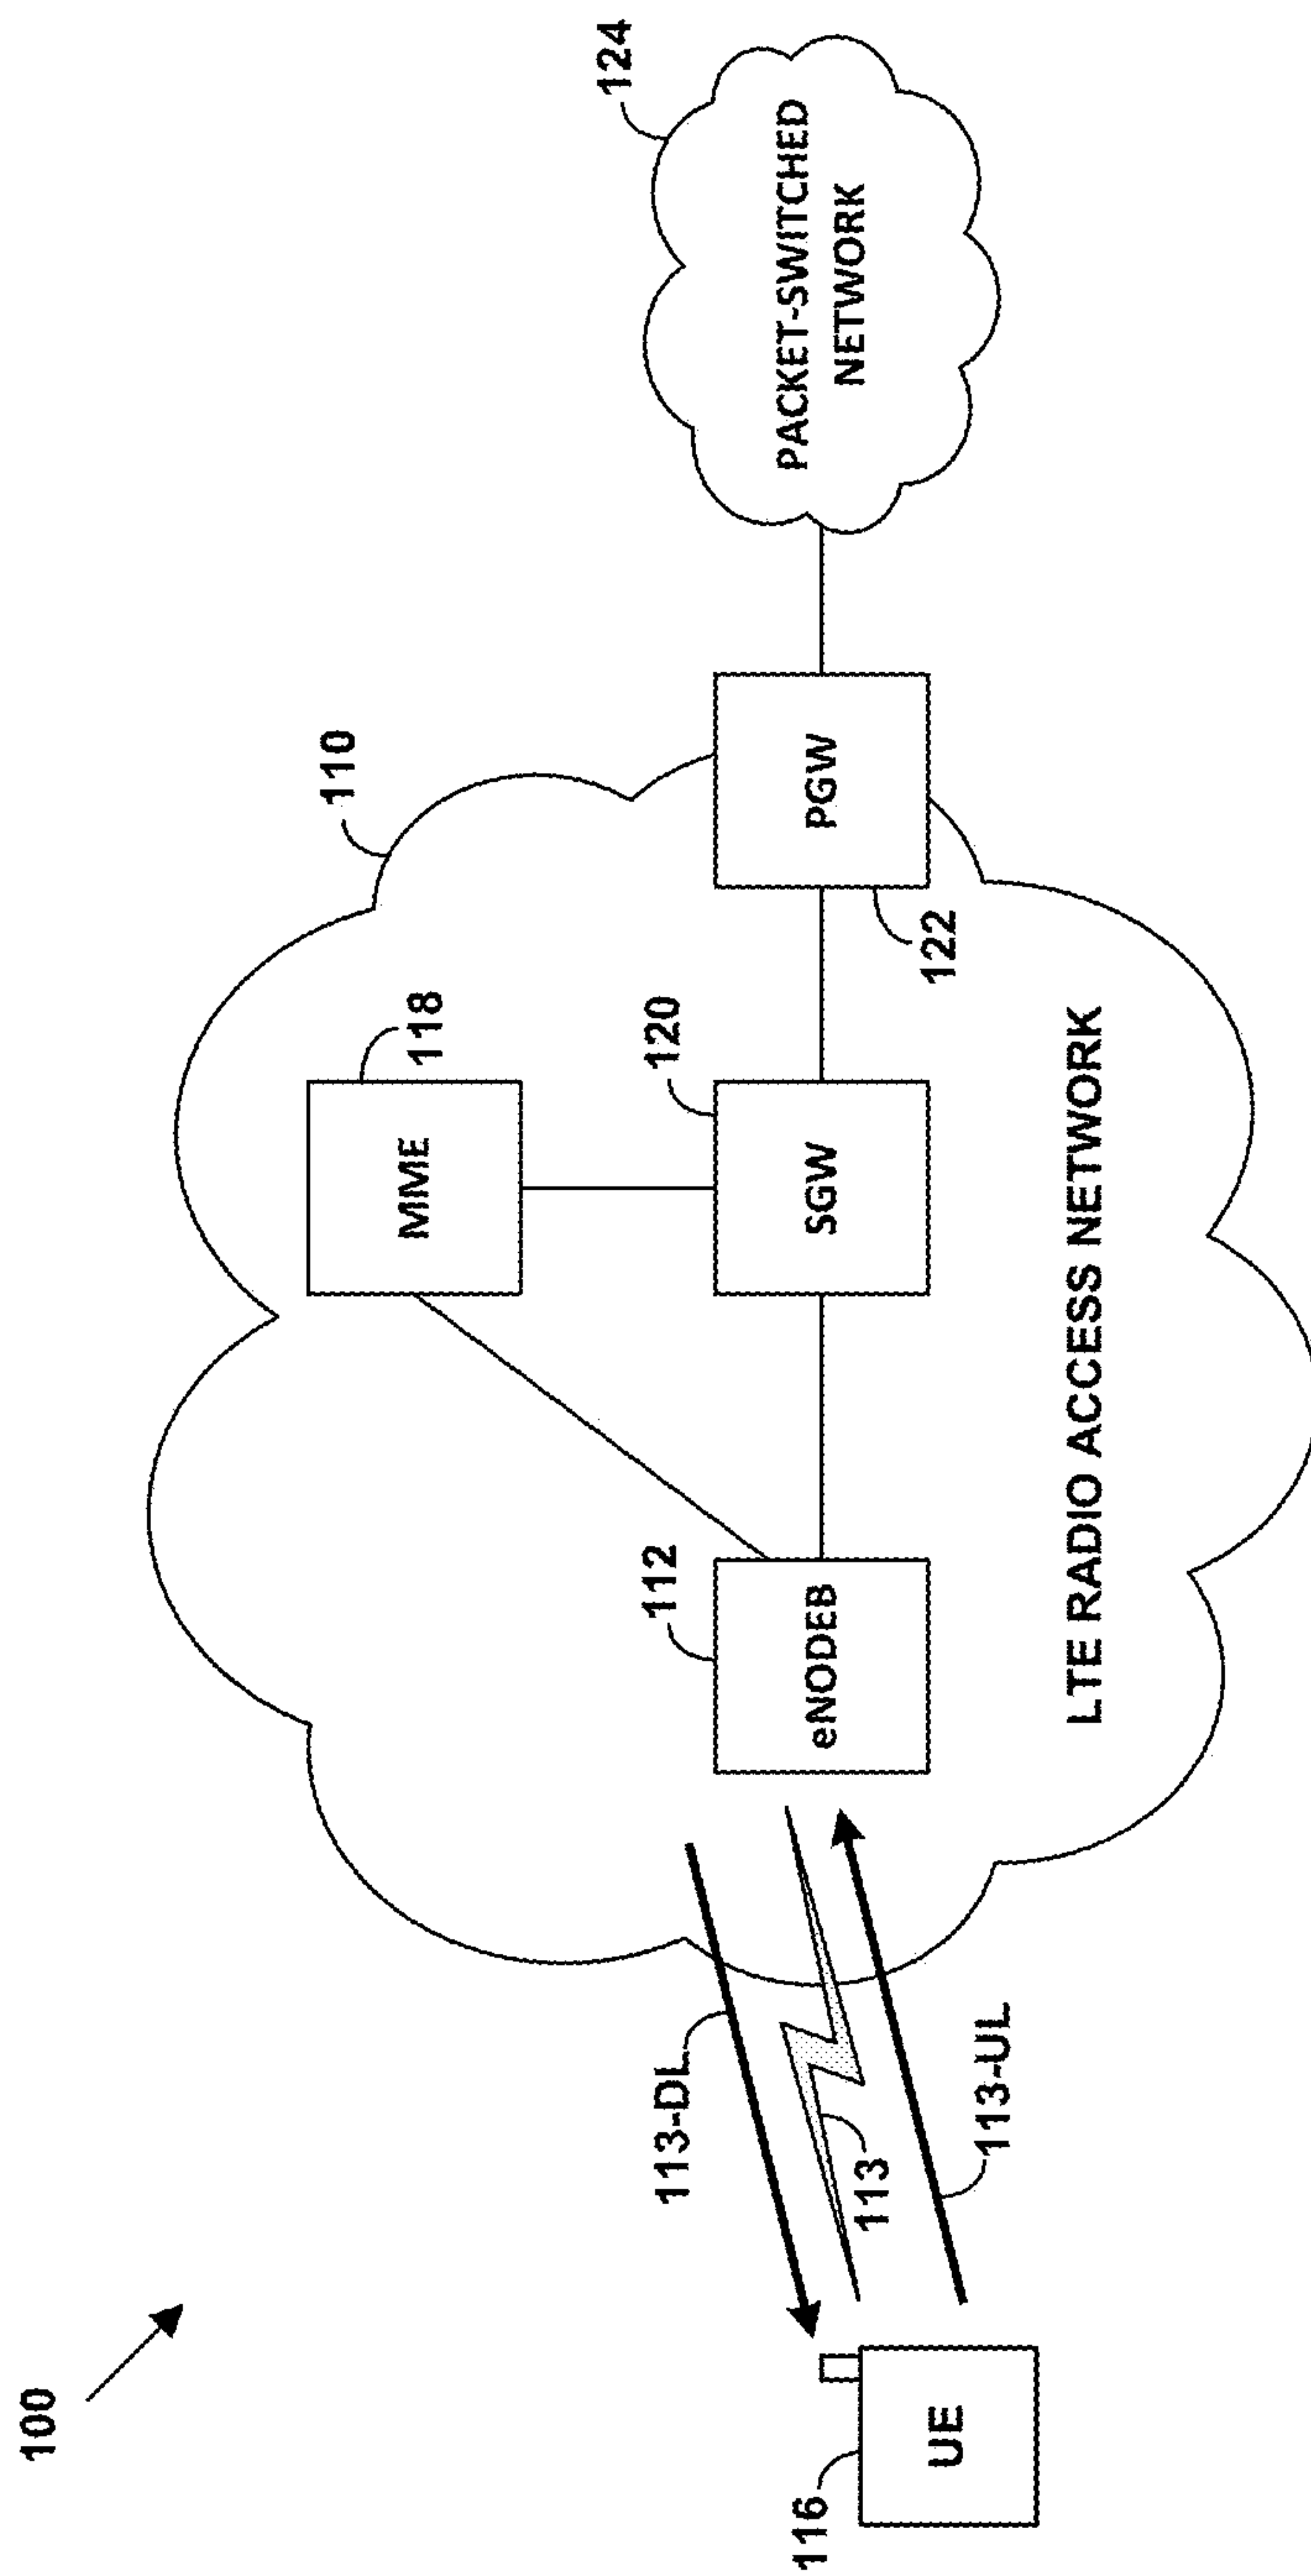 100
110
124
MME
118
PACKET-SWITCHED
NETWORK
112
120
113-DL
eNODEB
SGW
PGW
116
113
122
UE
113-UL
LTE RADIO ACCESS NETWORK